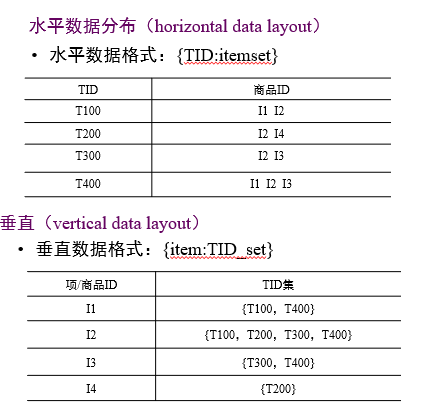 水平数据分布（horizontal data layout）
• 水平数据格式：{TID:itemset}
TID 商品ID
T100 I1 I2
T200 I2 I4
T300 I2 I3
T400 I1 I2 I3
垂直（vertical data layout）
• 垂直数据格式：{item:TID_set}
项/商品ID TID集
I1 {T100，T400}
I2 {T100，T200，T300，T400}
I3 {T300，T400}
I4 {T200}